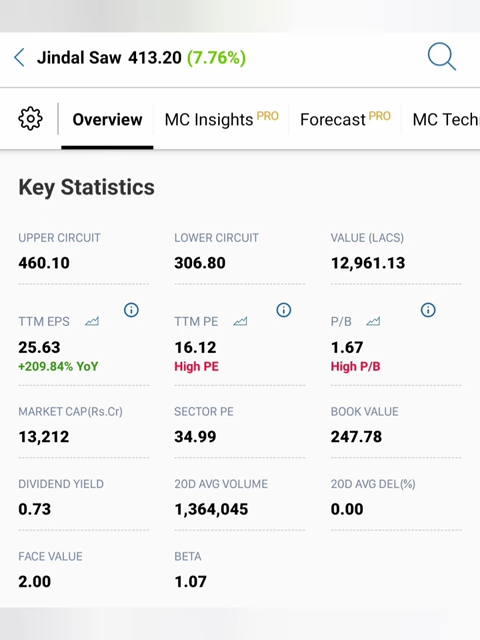 Jindal Saw 413.20 (7.76%)
Overview MC Insights PRO Forecast PRO MC Tech
Key Statistics
UPPER CIRCUIT LOWER CIRCUIT VALUE (LACS)
460.10 306.80 12,961.13
TTM EPS TTM PE P/B
25.63 16.12 1.67
+209.84% YoY High PE High P/B
MARKET CAP(Rs.Cr) SECTOR PE BOOK VALUE
13,212 34.99 247.78
DIVIDEND YIELD 20D AVG VOLUME 20D AVG DEL(%)
0.73 1,364,045 0.00
FACE VALUE BETA
2.00 1.07